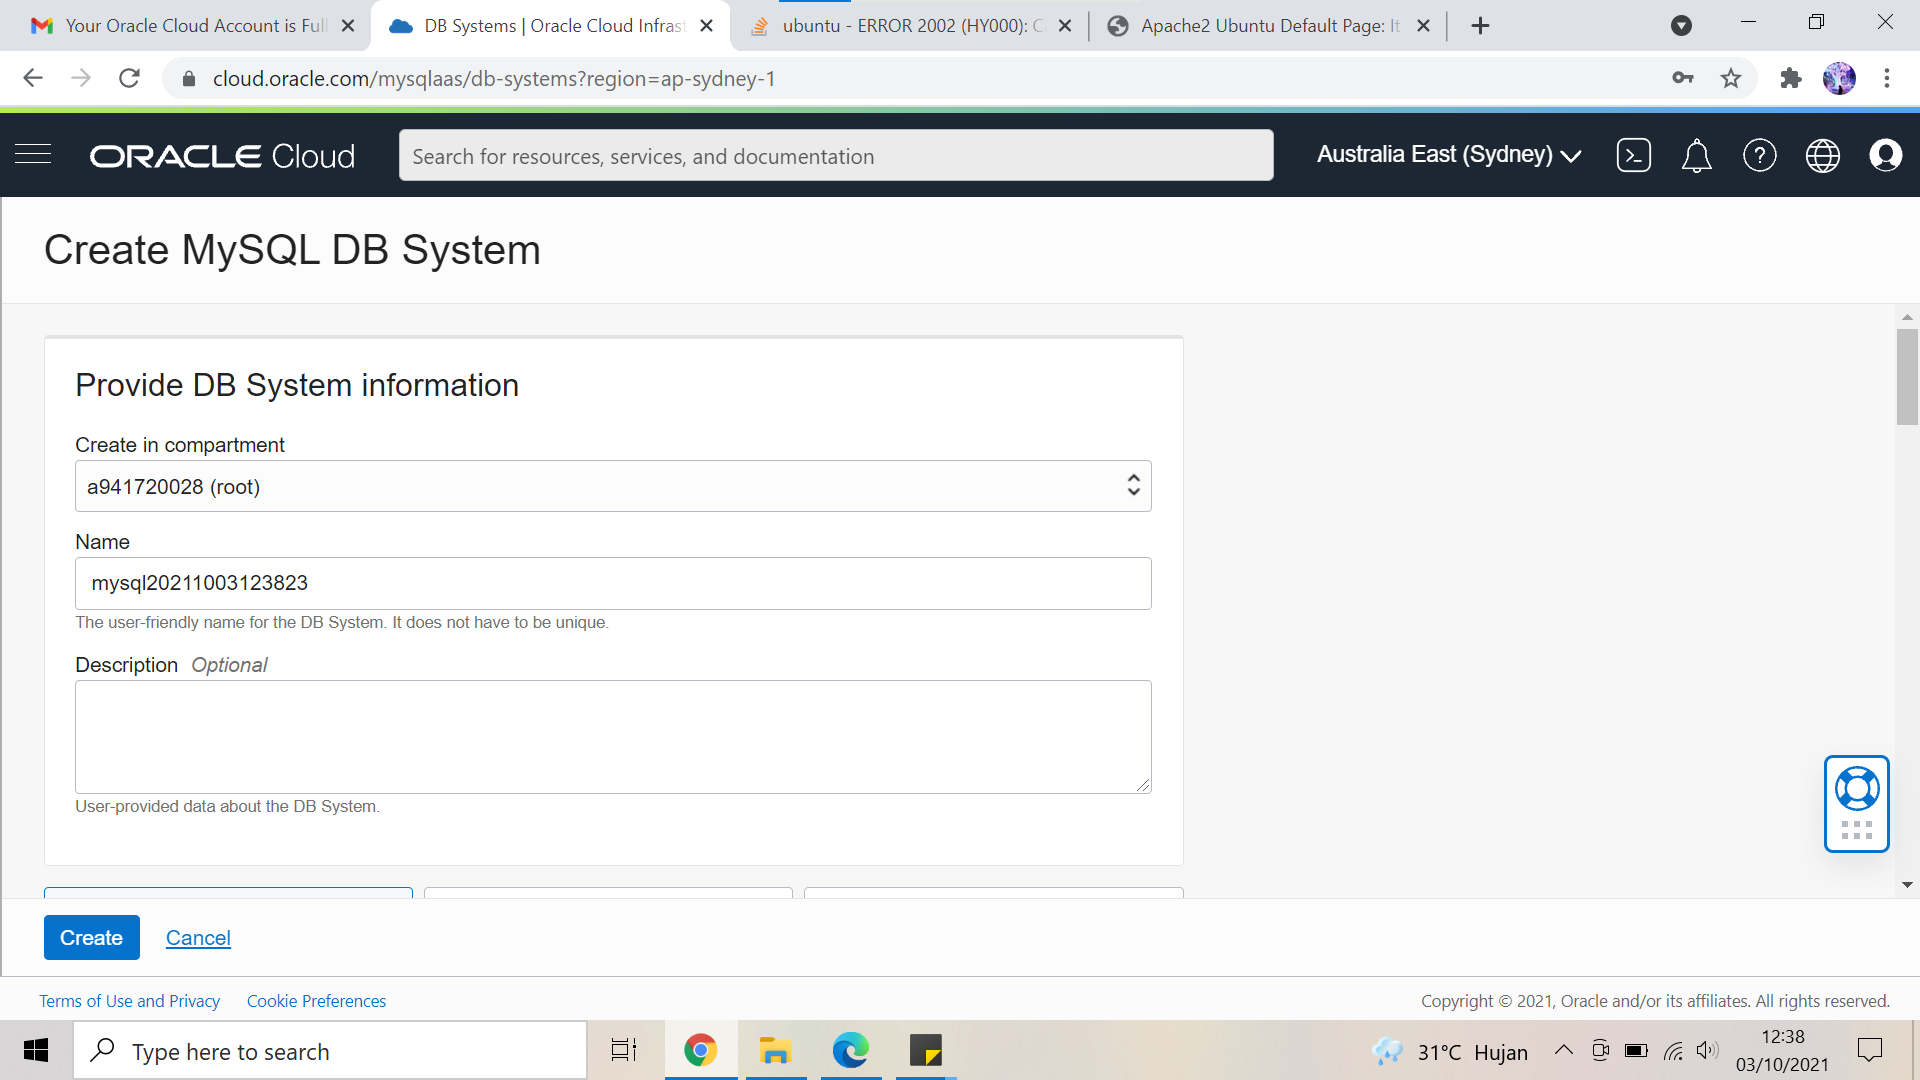 Your Oracle Cloud Account is Full
DB Systems | Oracle Cloud Infrast
ubuntu - ERROR 2002 (HY000): C
Apache2 Ubuntu Default Page: It
cloud.oracle.com/mysqlaas/db-systems?region=ap-sydney-1
ORACLE Cloud
Search for resources, services, and documentation
Australia East (Sydney)
Create MySQL DB System
Provide DB System information
Create in compartment
a941720028 (root)
Name
mysql20211003123823
The user-friendly name for the DB System. It does not have to be unique.
Description Optional
User-provided data about the DB System.
Create
Cancel
Terms of Use and Privacy
Cookie Preferences
Copyright © 2021, Oracle and/or its affiliates. All rights reserved.
Type here to search
31°C Hujan
12:38
03/10/2021